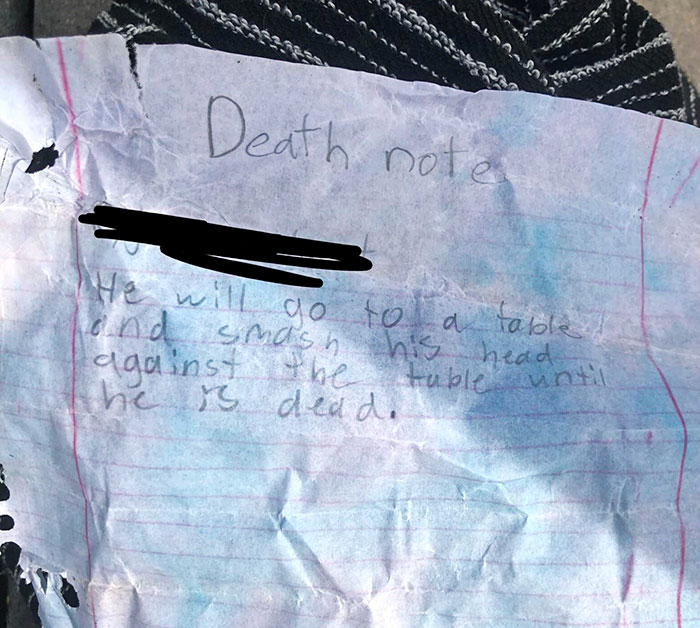 Death note
He will go to a table
and smash his head
against the table until
he is dead.